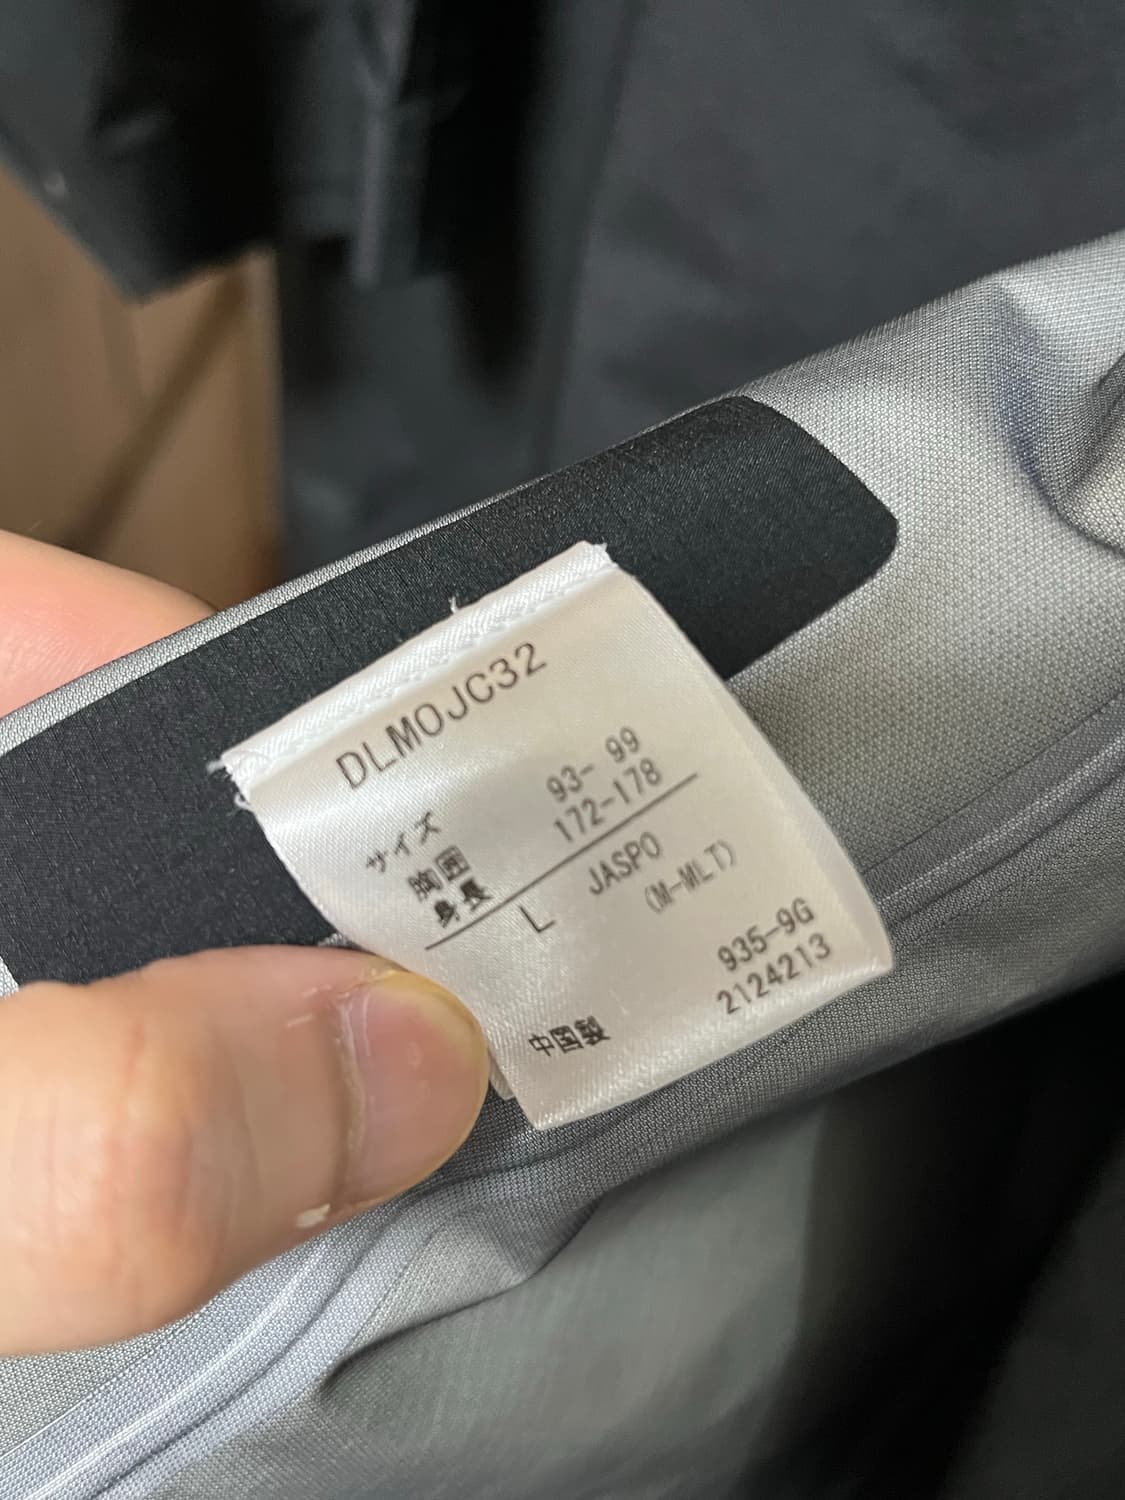 DLMOJC32
サイズ
胸囲 93- 99
身長 172-178
L JASPO
(M-MLT)
935-9G
2124213
中国製